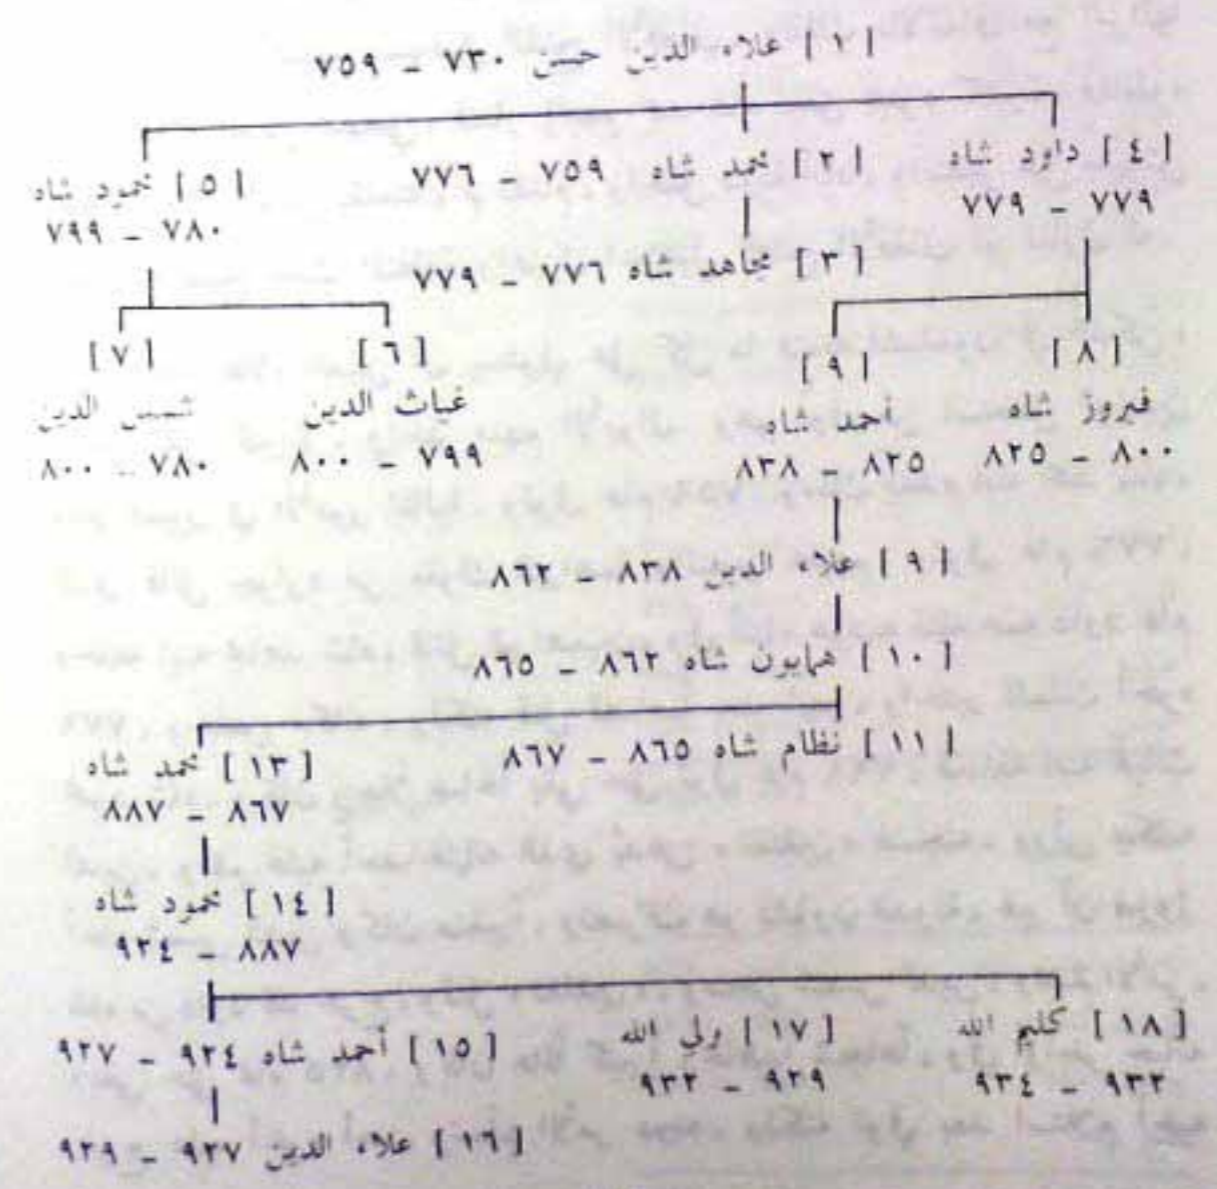 [ ١ ] علاء الدين حسن ٧٣٠ - ٧٥٩
[ ٤ ] داود شاه
٧٧٩ - ٧٧٩
[ ٢ ] محمد شاه ٧٥٩ - ٧٧٦
[ ٥ ] محمود شاه
٧٨٠ - ٧٩٩
[ ٣ ] مجاهد شاه ٧٧٦ - ٧٧٩
[ ٨ ]
فيروز شاه
٨٠٠ - ٨٢٥
[ ٩ ]
أحمد شاه
٨٢٥ - ٨٣٨
[ ٦ ]
غياث الدين
٧٩٩ - ٨٠٠
[ ٧ ]
شمس الدين
٧٨٠ - ٨٠٠
[ ٩ ] علاء الدين ٨٣٨ - ٨٦٢
[ ١٠ ] همايون شاه ٨٦٢ - ٨٦٥
[ ١١ ] نظام شاه ٨٦٥ - ٨٦٧
[ ١٣ ] محمد شاه
٨٦٧ - ٨٨٧
[ ١٤ ] محمود شاه
٨٨٧ - ٩٢٤
[ ١٨ ] كليم الله
٩٣٢ - ٩٣٤
[ ١٧ ] ولي الله
٩٢٩ - ٩٣٢
[ ١٥ ] أحمد شاه ٩٢٤ - ٩٢٧
[ ١٦ ] علاء الدين ٩٢٧ - ٩٢٩